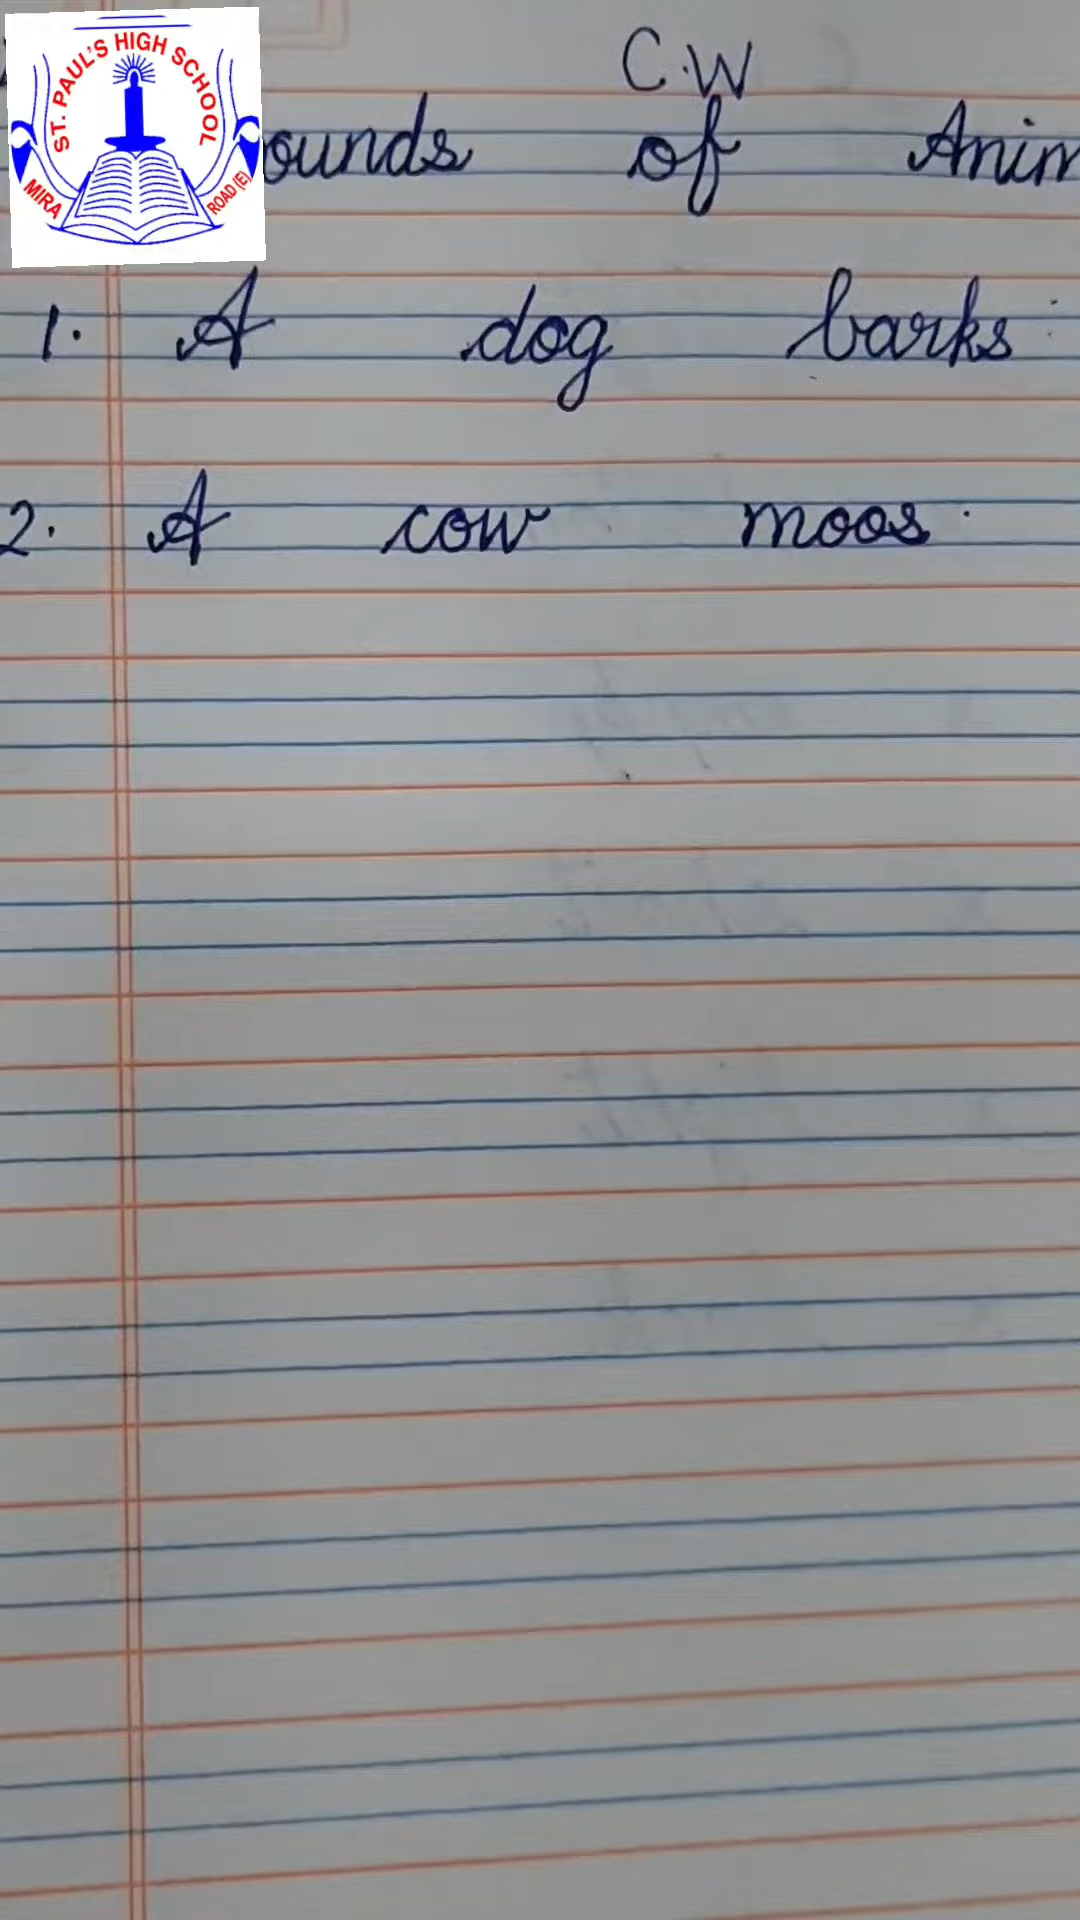 ST. PAUL'S HIGH SCHOOL
MIRA ROAD (E)
C.W
ounds of Anim
1. A dog barks.
2. A cow moos.